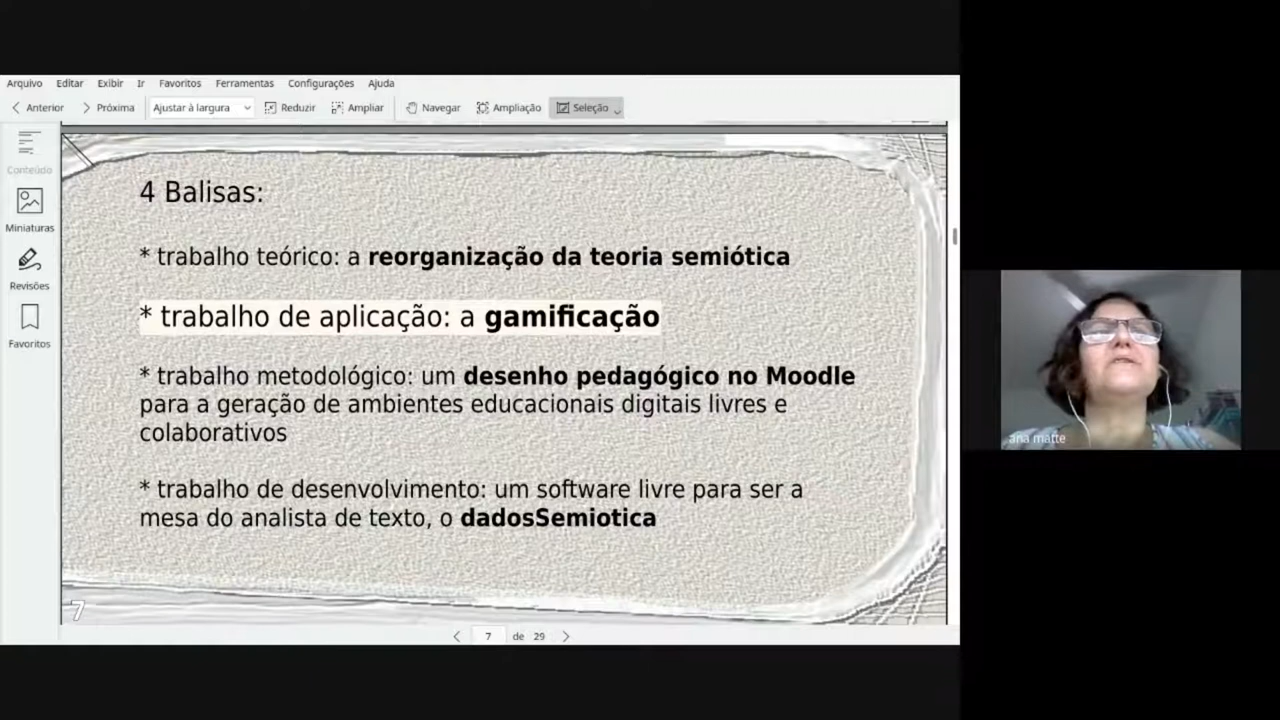 Arquivo Editar Exibir Ir Favoritos Ferramentas Configurações Ajuda
Anterior Próxima Ajustar à largura Reduzir Ampliar Navegar Ampliação Seleção
Conteúdo
Miniaturas
Revisões
Favoritos
4 Balisas:
* trabalho teórico: a reorganização da teoria semiótica
* trabalho de aplicação: a gamificação
* trabalho metodológico: um desenho pedagógico no Moodle
para a geração de ambientes educacionais digitais livres e
colaborativos
* trabalho de desenvolvimento: um software livre para ser a
mesa do analista de texto, o dadosSemiotica
7
7 de 29
ana matte